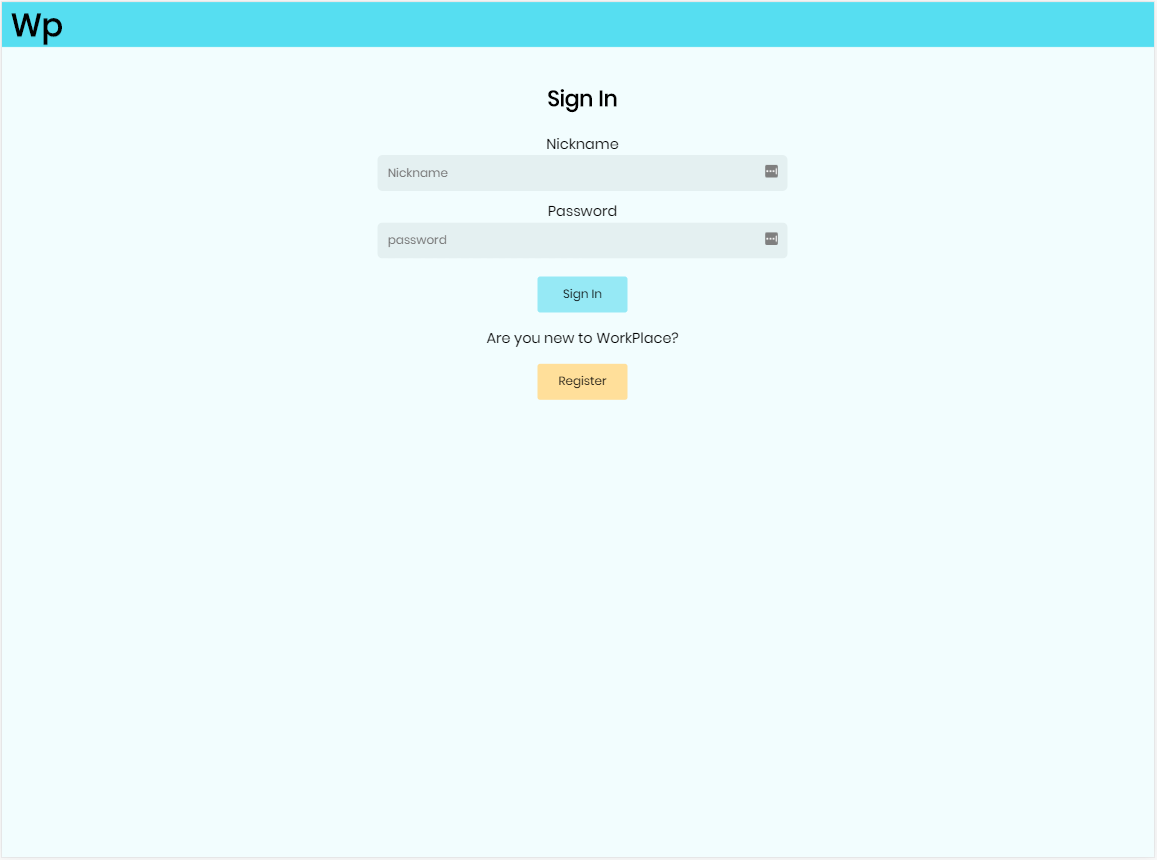 Wp
Sign In
Nickname
Nickname
Password
password
Sign In
Are you new to WorkPlace?
Register